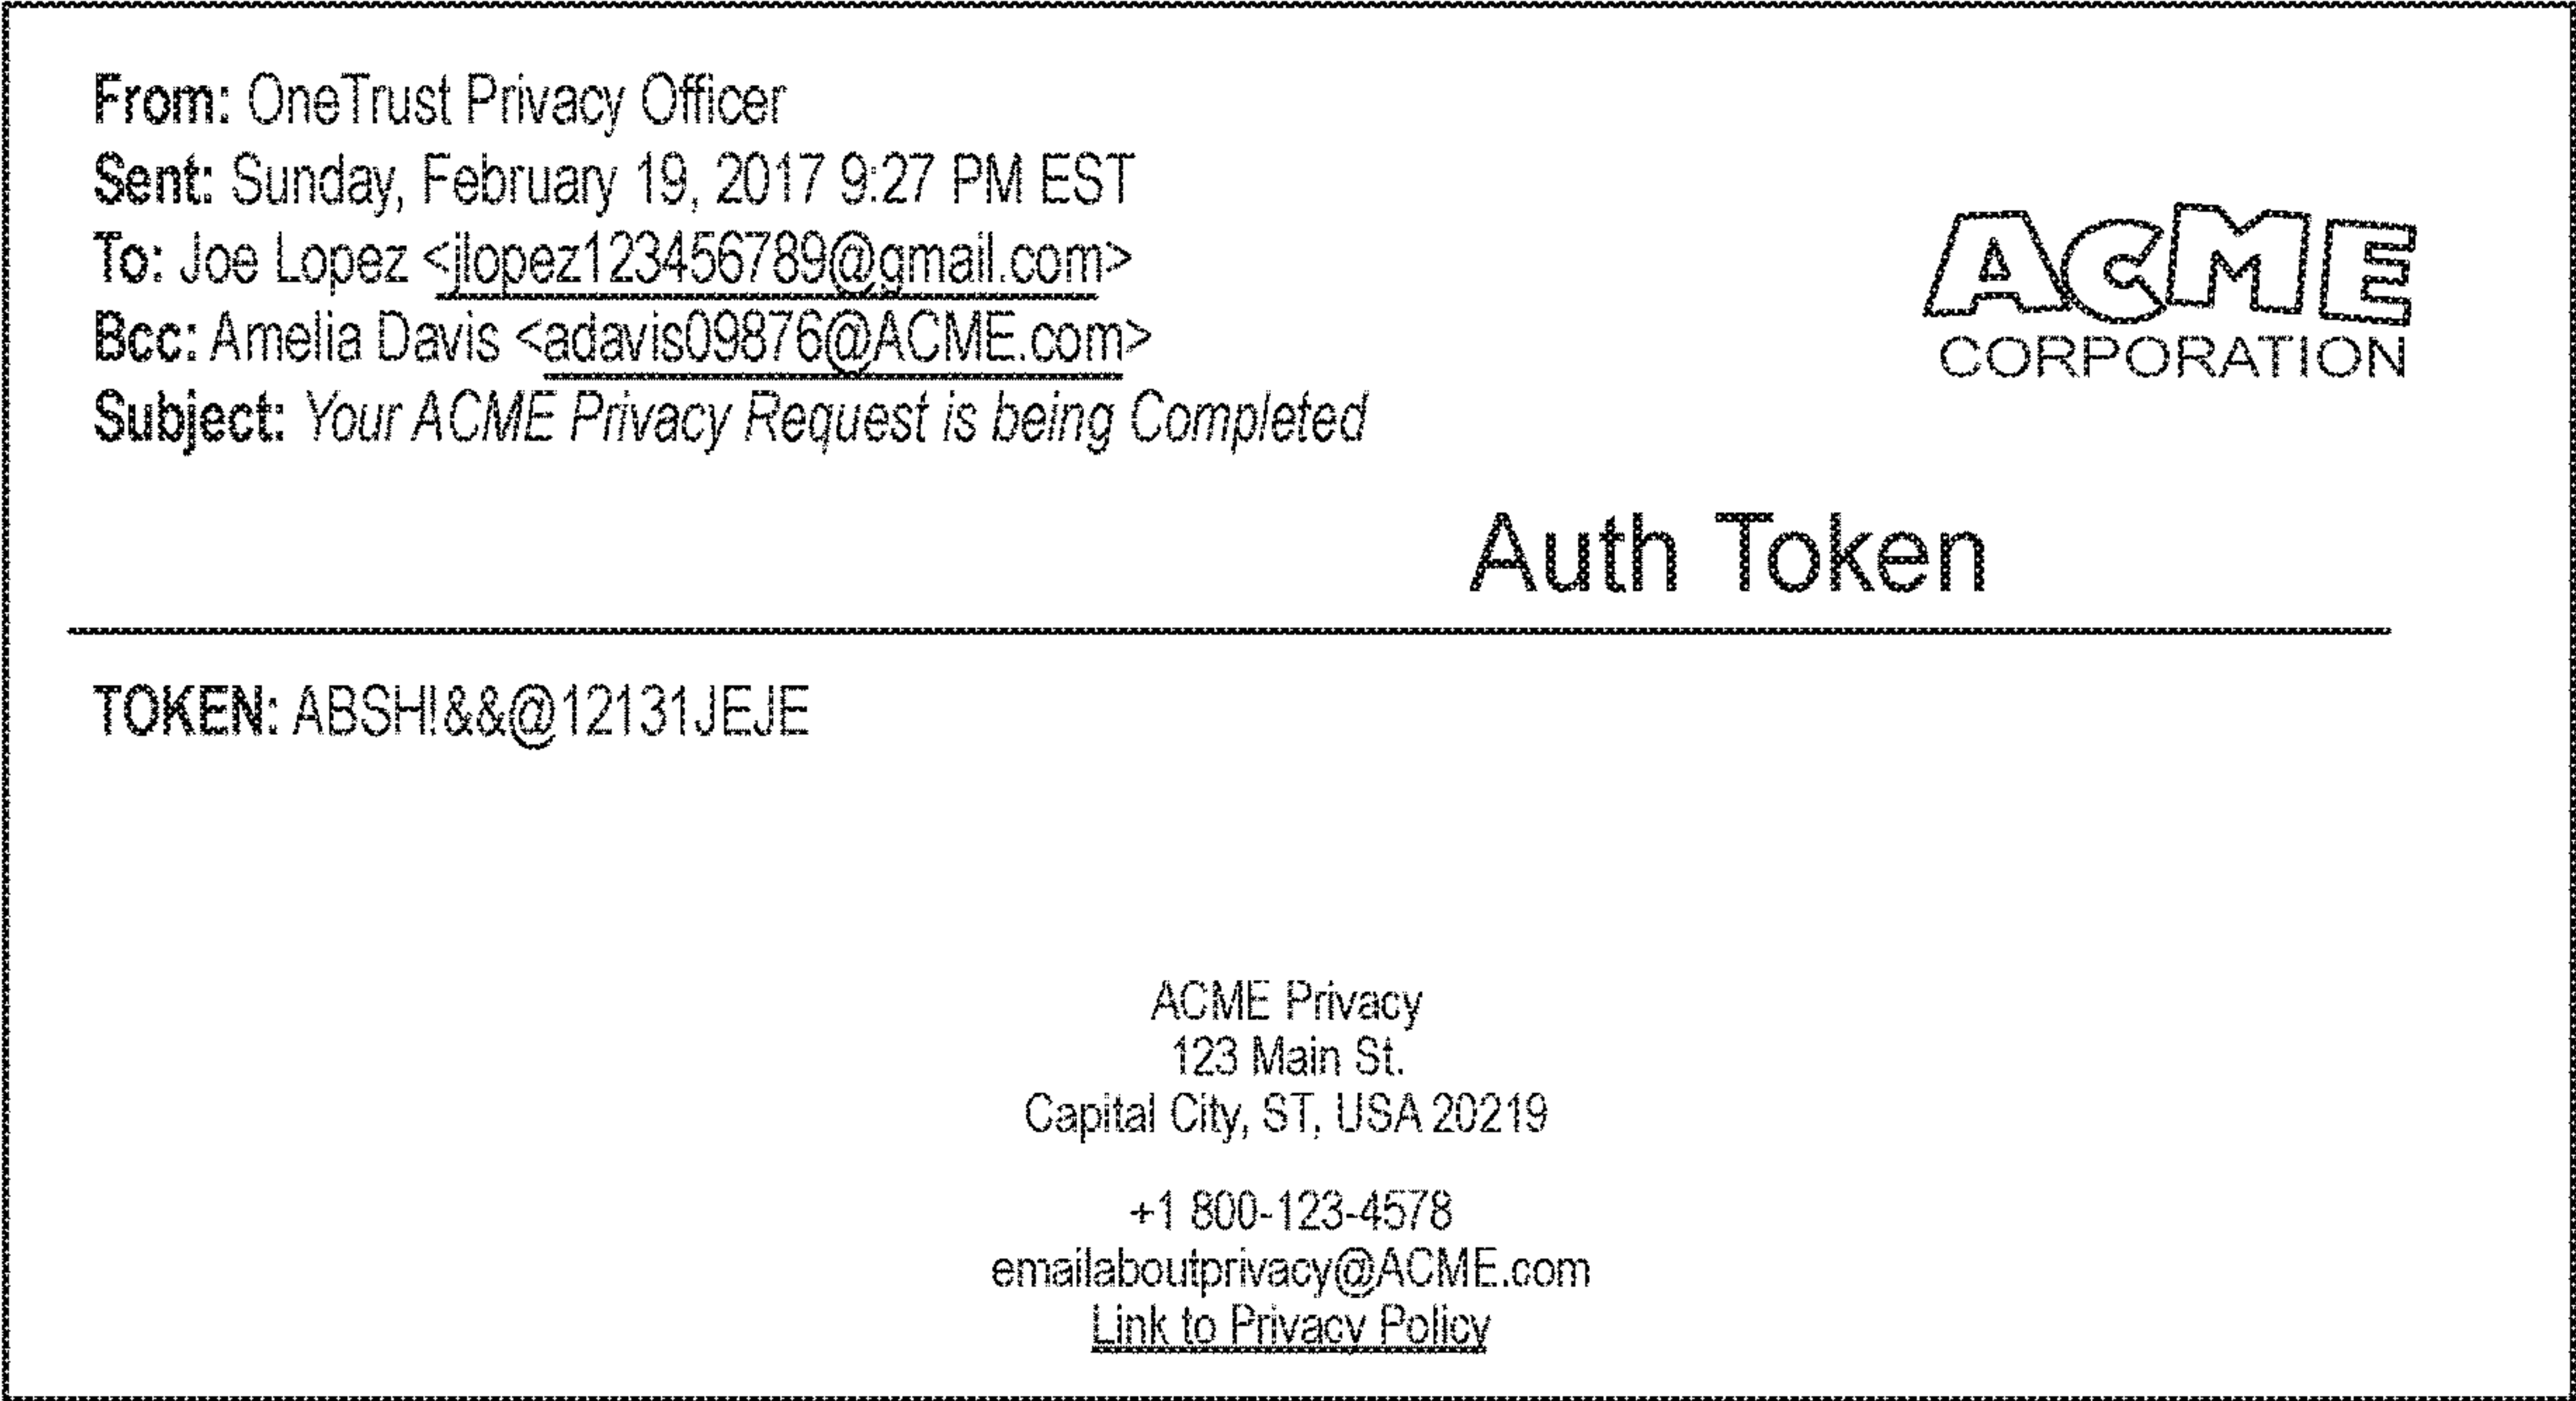 From: OneTrust Privacy Officer
Sent: Sunday, February 19, 2017 9:27 PM EST
To: Joe Lopez <jlopez123456789@gmail.com>
Bcc: Amelia Davis <adavis09876@ACME.com>
Subject: Your ACME Privacy Request is being Completed
ACME
CORPORATION
Auth Token
TOKEN: ABSH!&&@12131JEJE
ACME Privacy
123 Main St.
Capital City, ST, USA 20219
+1 800-123-4578
emailaboutprivacy@ACME.com
Link to Privacy Policy